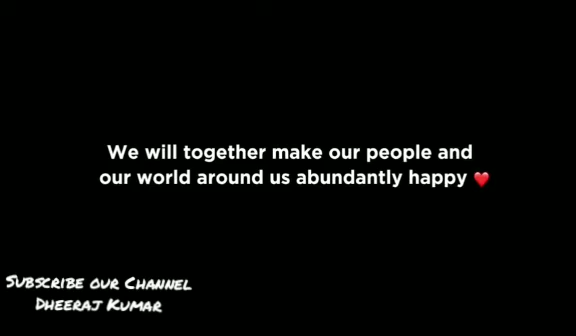 We will together make our people and
our world around us abundantly happy ❤️
Subscribe our Channel
Dheeraj Kumar